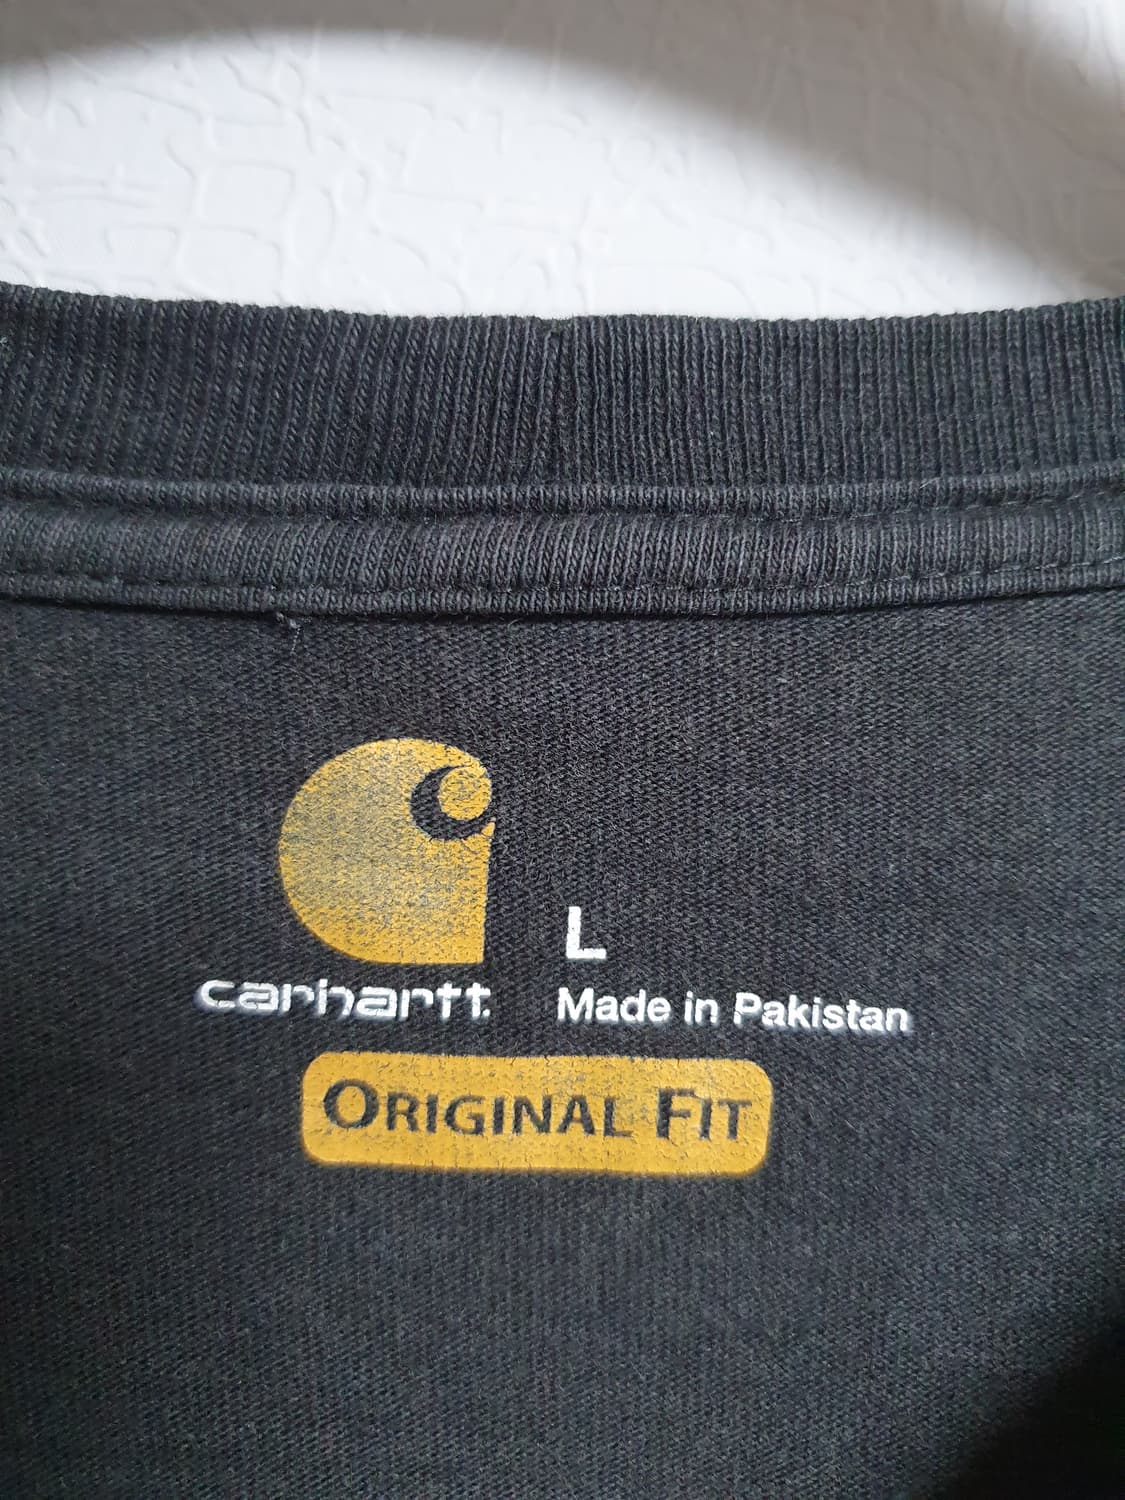 L
carhartt.
Made in Pakistan
ORIGINAL FIT